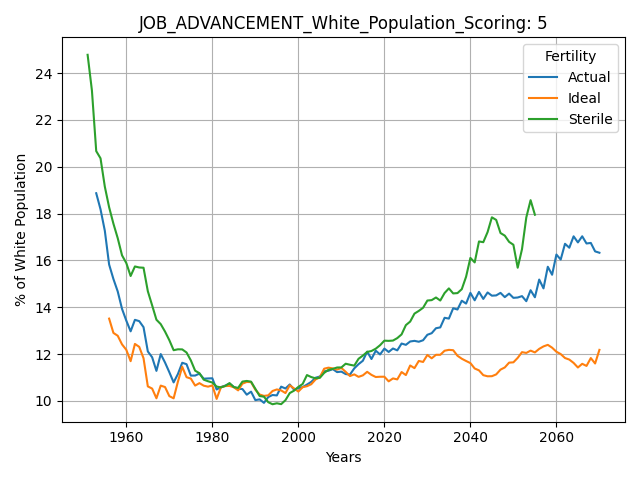 JOB_ADVANCEMENT_White_Population_Scoring: 5
Fertility
Actual
Ideal
Sterile
% of White Population
24
22
20
18
16
14
12
10
1960 1980 2000 2020 2040 2060
Years